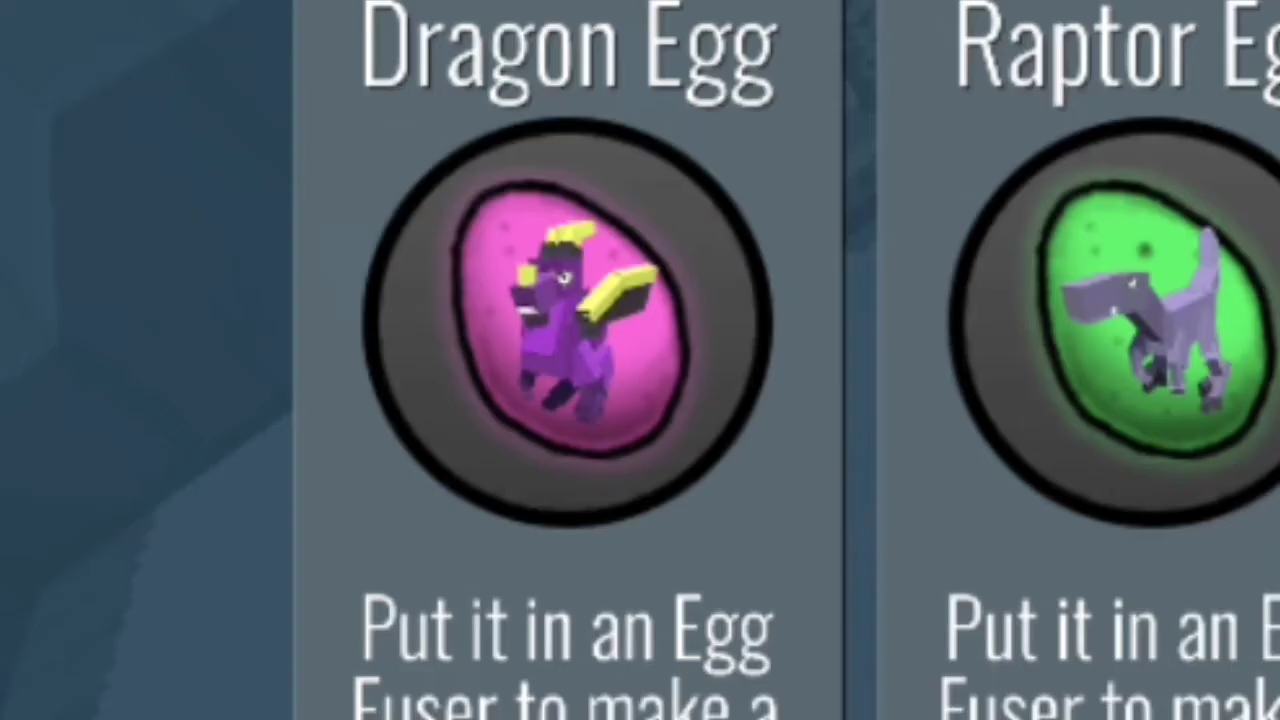 Dragon Egg
Raptor Eg
Put it in an Egg
Fuser to make a
Put it in an E
Fuser to mak